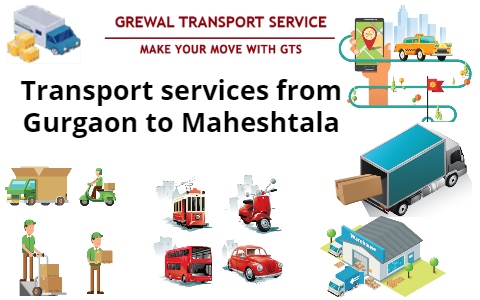 GREWAL TRANSPORT SERVICE
MAKE YOUR MOVE WITH GTS
Transport services from
Gurgaon to Maheshtala
Warehouse